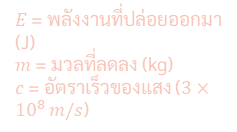 𝐸 = พลังงานที่ปล่อยออกมา
(J)
𝑚 = มวลที่ลดลง (kg)
𝑐 = อัตราเร็วของแสง (3 ×
10⁸ 𝑚/𝑠)